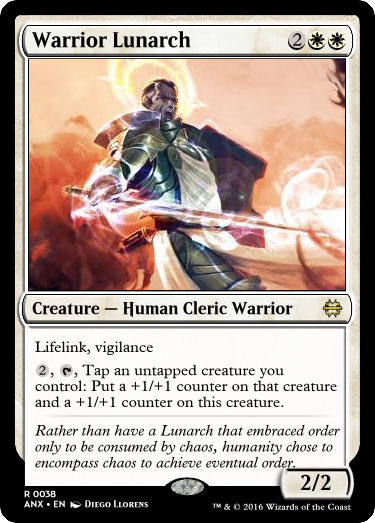 Warrior Lunarch 2
Creature — Human Cleric Warrior
Lifelink, vigilance
2, , Tap an untapped creature you
control: Put a +1/+1 counter on that creature
and a +1/+1 counter on this creature.
Rather than have a Lunarch that embraced order
only to be consumed by chaos, humanity chose to
encompass chaos to achieve eventual order.
2/2
R 0038
ANX • EN Diego Llorens
™ & © 2016 Wizards of the Coast